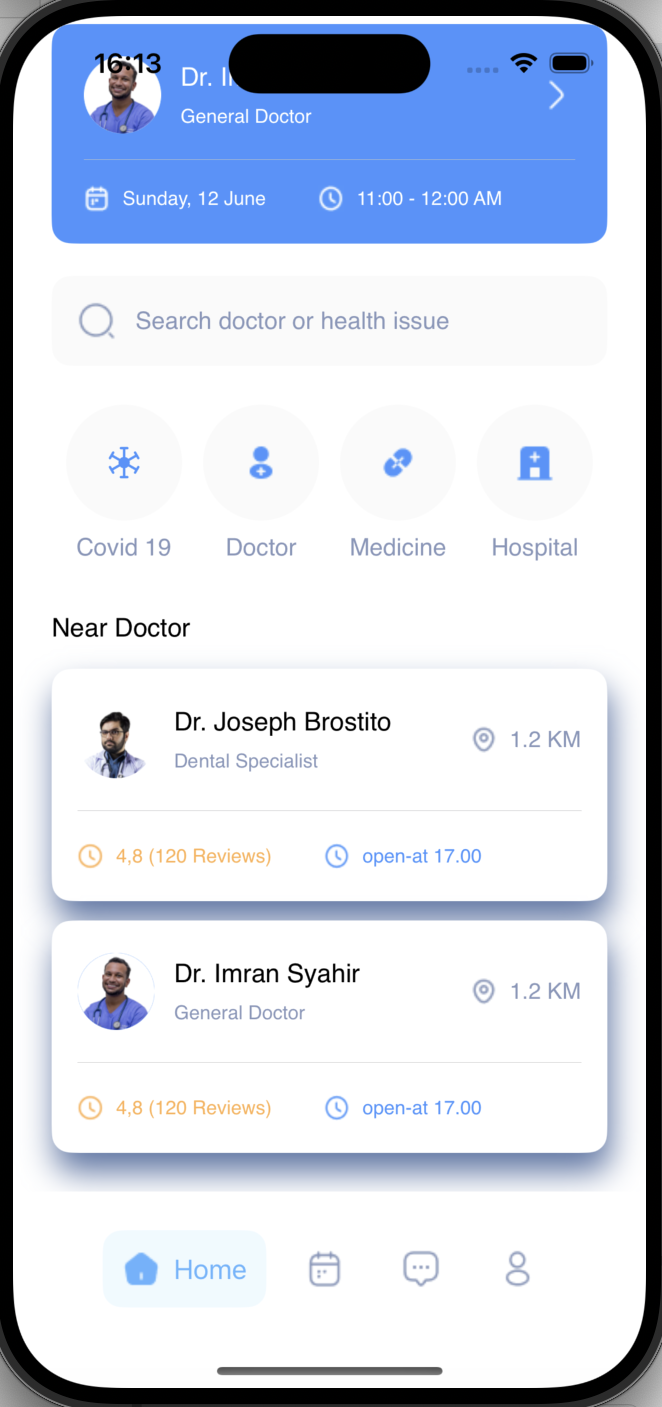 16:13
Dr.
General Doctor
Sunday, 12 June
11:00 - 12:00 AM
Search doctor or health issue
Covid 19
Doctor
Medicine
Hospital
Near Doctor
Dr. Joseph Brostito
Dental Specialist
1.2 KM
4,8 (120 Reviews)
open-at 17.00
Dr. Imran Syahir
General Doctor
1.2 KM
4,8 (120 Reviews)
open-at 17.00
Home